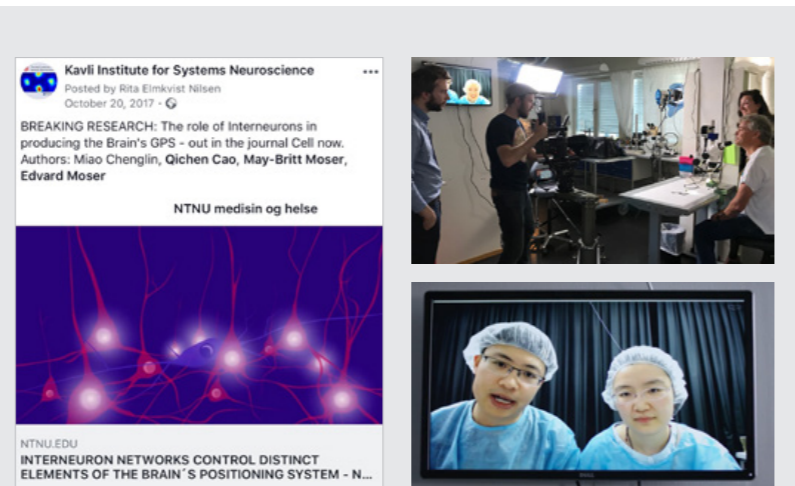 Kavli Institute for Systems Neuroscience
Posted by Rita Elmkvist Nilsen
October 20, 2017 ·
BREAKING RESEARCH: The role of Interneurons in
producing the Brain's GPS - out in the journal Cell now.
Authors: Miao Chenglin, Qichen Cao, May-Britt Moser,
Edvard Moser
NTNU medisin og helse
NTNU.EDU
INTERNEURON NETWORKS CONTROL DISTINCT
ELEMENTS OF THE BRAIN´S POSITIONING SYSTEM - N...